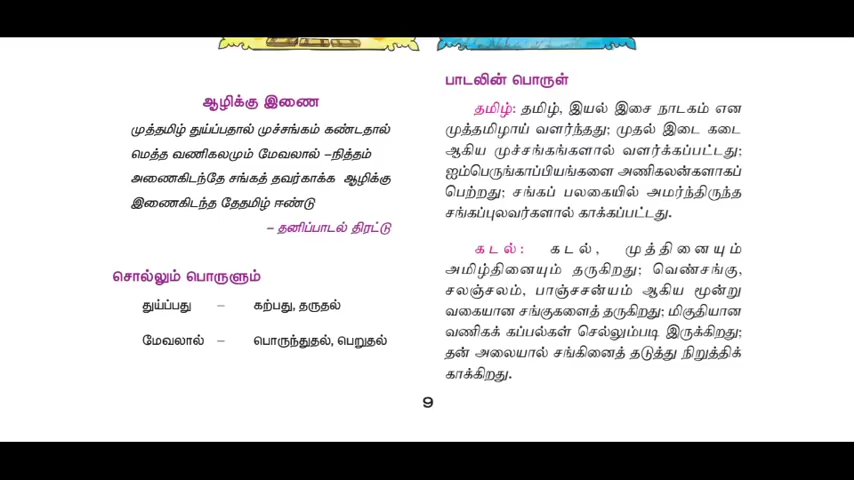 ஆழிக்கு இணை
முத்தமிழ் துய்ப்பதால் முச்சங்கம் கண்டதால்
மெத்த வணிகலமும் மேவலால் –நித்தம்
அணைகிடந்தே சங்கத் தவர்காக்க ஆழிக்கு
இணைகிடந்த தேதமிழ் ஈண்டு
– தனிப்பாடல் திரட்டு
சொல்லும் பொருளும்
துய்ப்பது – கற்பது, தருதல்
மேவலால் – பொருந்துதல், பெறுதல்
பாடலின் பொருள்
தமிழ்: தமிழ், இயல் இசை நாடகம் என
முத்தமிழாய் வளர்ந்தது; முதல் இடை கடை
ஆகிய முச்சங்கங்களால் வளர்க்கப்பட்டது;
ஐம்பெருங்காப்பியங்களை அணிகலன்களாகப்
பெற்றது; சங்கப் பலகையில் அமர்ந்திருந்த
சங்கப்புலவர்களால் காக்கப்பட்டது.
கடல்: கடல், முத்தினையும்
அமிழ்தினையும் தருகிறது; வெண்சங்கு,
சலஞ்சலம், பாஞ்சசன்யம் ஆகிய மூன்று
வகையான சங்குகளைத் தருகிறது; மிகுதியான
வணிகக் கப்பல்கள் செல்லும்படி இருக்கிறது;
தன் அலையால் சங்கினைத் தடுத்து நிறுத்திக்
காக்கிறது.
9